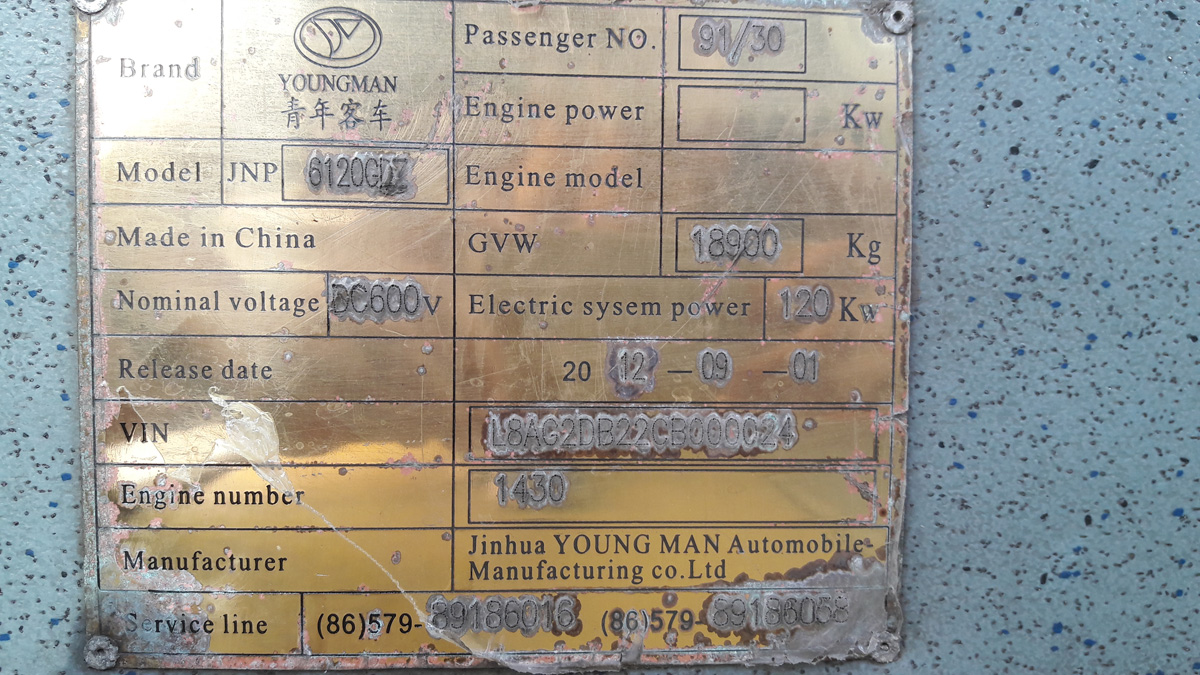 Brand YOUNGMAN
青年客车
Passenger NO. 91/30
Engine power Kw
Model JNP 6120GDZ
Engine model
Made in China
GVW 18900 Kg
Nominal voltage DC600V
Electric sysem power 120 Kw
Release date 2012-09-01
VIN L8AG2DB22CB000024
Engine number 1430
Manufacturer Jinhua YOUNG MAN Automobile
Manufacturing co.Ltd
Service line (86)579-89186016 (86)579-89186058